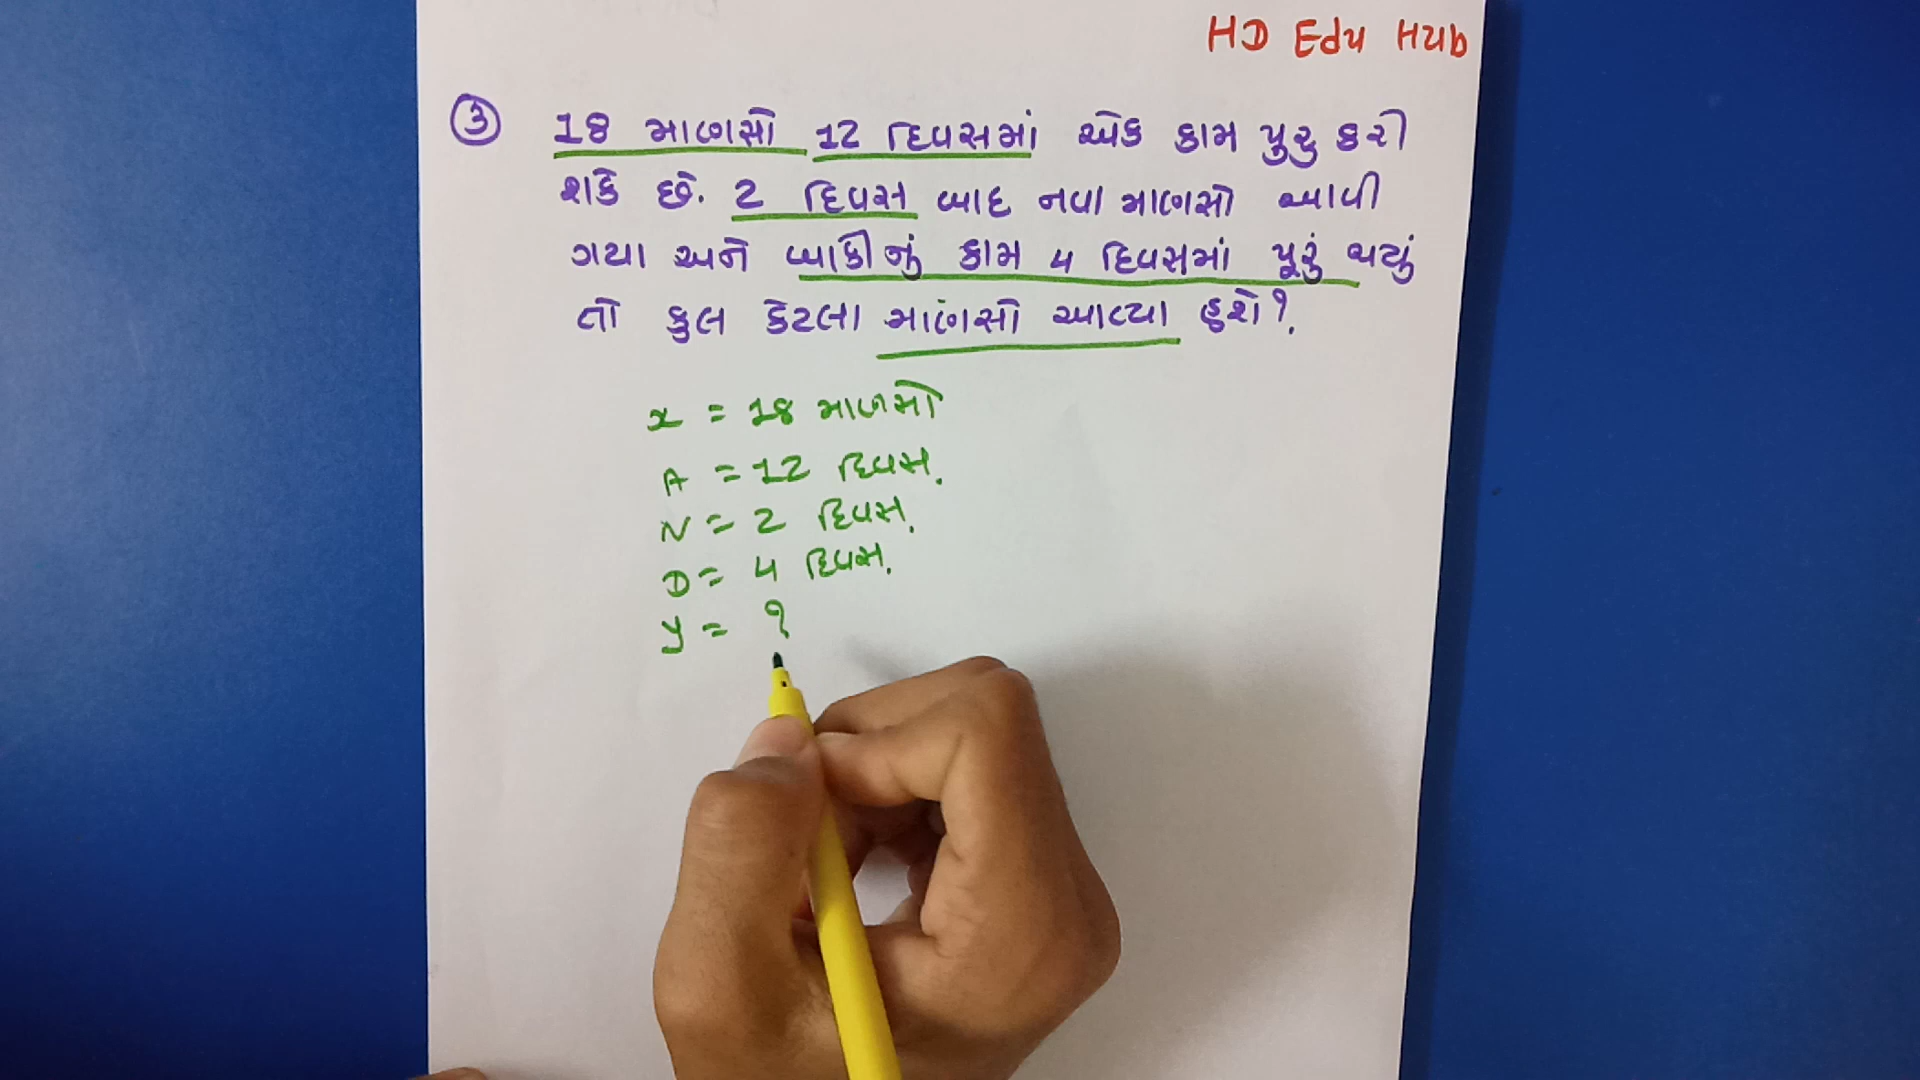 HD Edu Hub
③ 18 માણસો 12 દિવસમાં એક કામ પુરુ કરી
શકે છે. 2 દિવસ બાદ નવા માણસો આવી
ગયા અને બાકીનું કામ 4 દિવસમાં પૂરું થયું
તો કુલ કેટલા માણસો આવ્યા હશે?.
x = 18 માણસો
A = 12 દિવસ.
N = 2 દિવસ.
D = 4 દિવસ.
y = ?